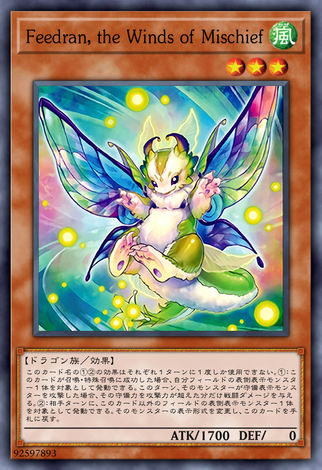 Feedran, the Winds of Mischief
風
【ドラゴン族／効果】
このカード名の①②の効果はそれぞれ１ターンに１度しか使用できない。①：こ
のカードが召喚・特殊召喚に成功した場合、自分フィールドの表側表示モンスタ
ー１体を対象として発動できる。このターン、そのモンスターが守備表示モンスタ
ーを攻撃した場合、その守備力を攻撃力が超えた分だけ戦闘ダメージを与え
る。②：相手ターンに、このカード以外のフィールドの表側表示モンスター１体
を対象として発動できる。そのモンスターの表示形式を変更し、このカードを手
札に戻す。
ATK/1700 DEF/ 0
92597893